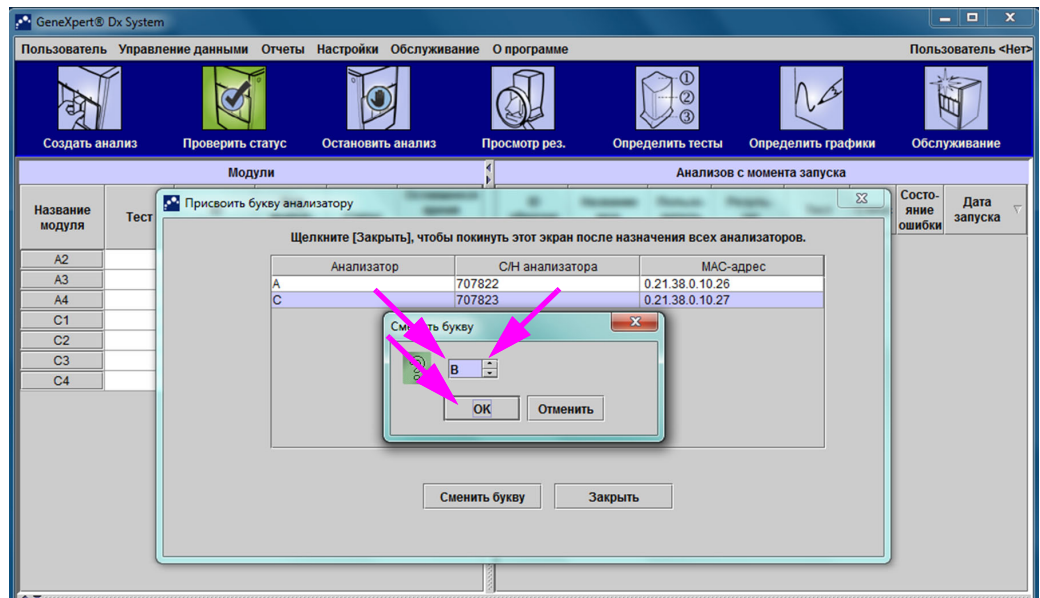 GeneXpert® Dx System
Пользователь Управление данными Отчеты Настройки Обслуживание О программе Пользователь <Нет>
1
2
3
Создать анализ Проверить статус Остановить анализ Просмотр рез. Определить тесты Определить графики Обслуживание
Модули Анализов с момента запуска
Название модуля Тест Состо-яние ошибки Дата запуска
Присвоить букву анализатору
Щелкните [Закрыть], чтобы покинуть этот экран после назначения всех анализаторов.
Анализатор С/Н анализатора MAC-адрес
A 707822 0.21.38.0.10.26
C 707823 0.21.38.0.10.27
A2
A3
A4
C1
C2
C3
C4
букву
B
OK Отменить
Сменить букву Закрыть